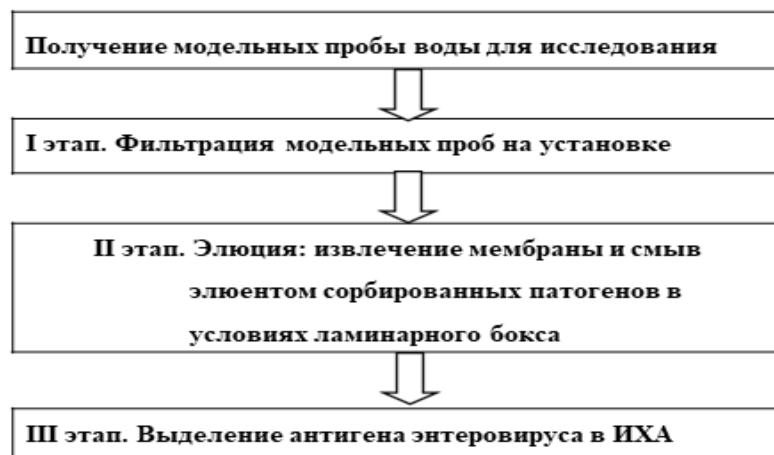 Получение модельных пробы воды для исследования
I этап. Фильтрация модельных проб на установке
II этап. Элюция: извлечение мембраны и смыв
элюентом сорбированных патогенов в
условиях ламинарного бокса
III этап. Выделение антигена энтеровируса в ИХА